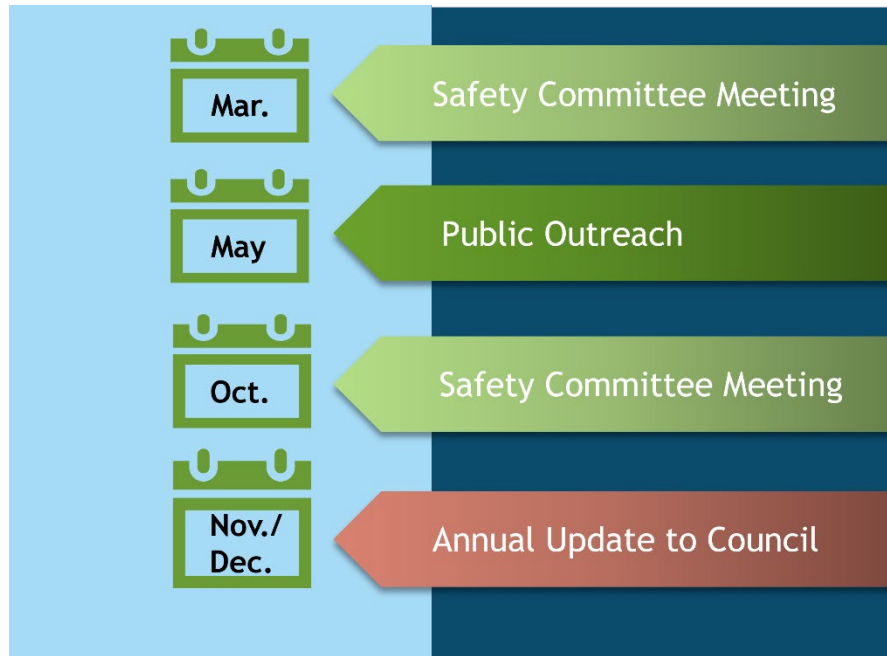 Mar.
Safety Committee Meeting
May
Public Outreach
Oct.
Safety Committee Meeting
Nov./
Dec.
Annual Update to Council